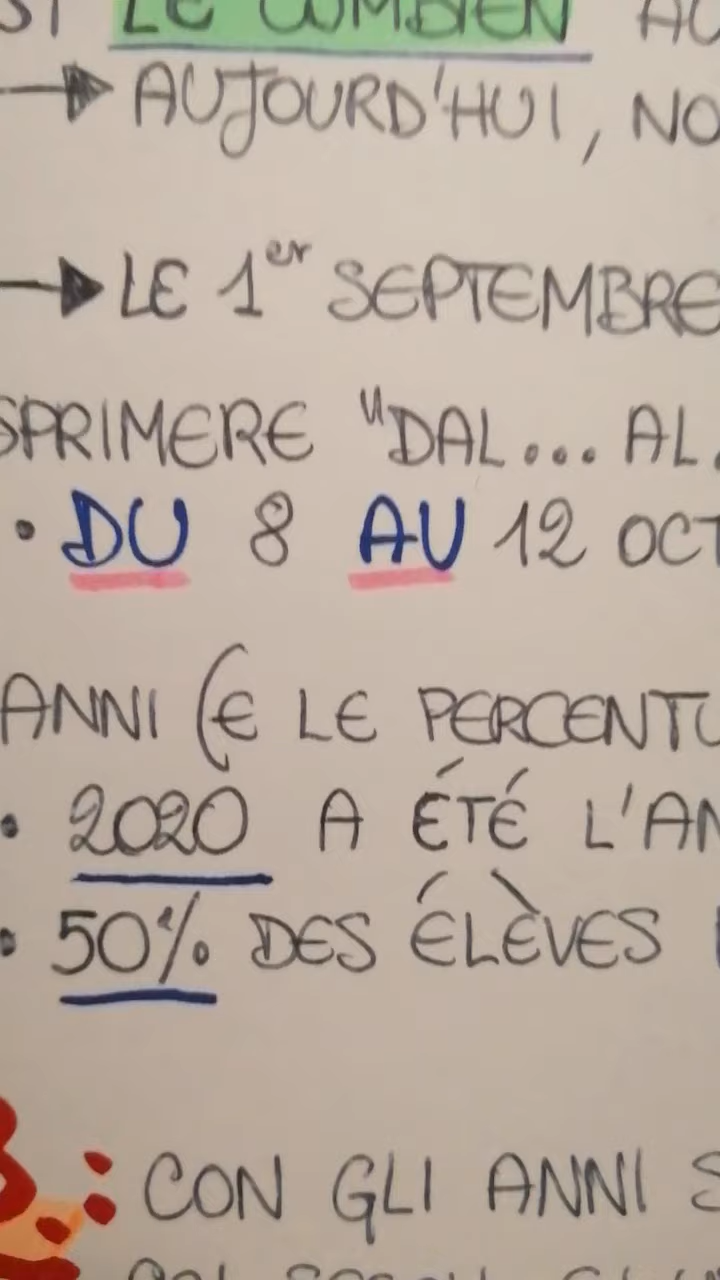 LE COMBIEN AU
→ AUJOURD'HUI, NO
→ LE 1er SEPTEMBRE
SPRIMERE "DAL... AL.
• DU 8 AU 12 OCT
ANNI (E LE PERCENTU
• 2020 A ÉTÉ L'AN
• 50% DES ÉLÈVES
CON GLI ANNI S